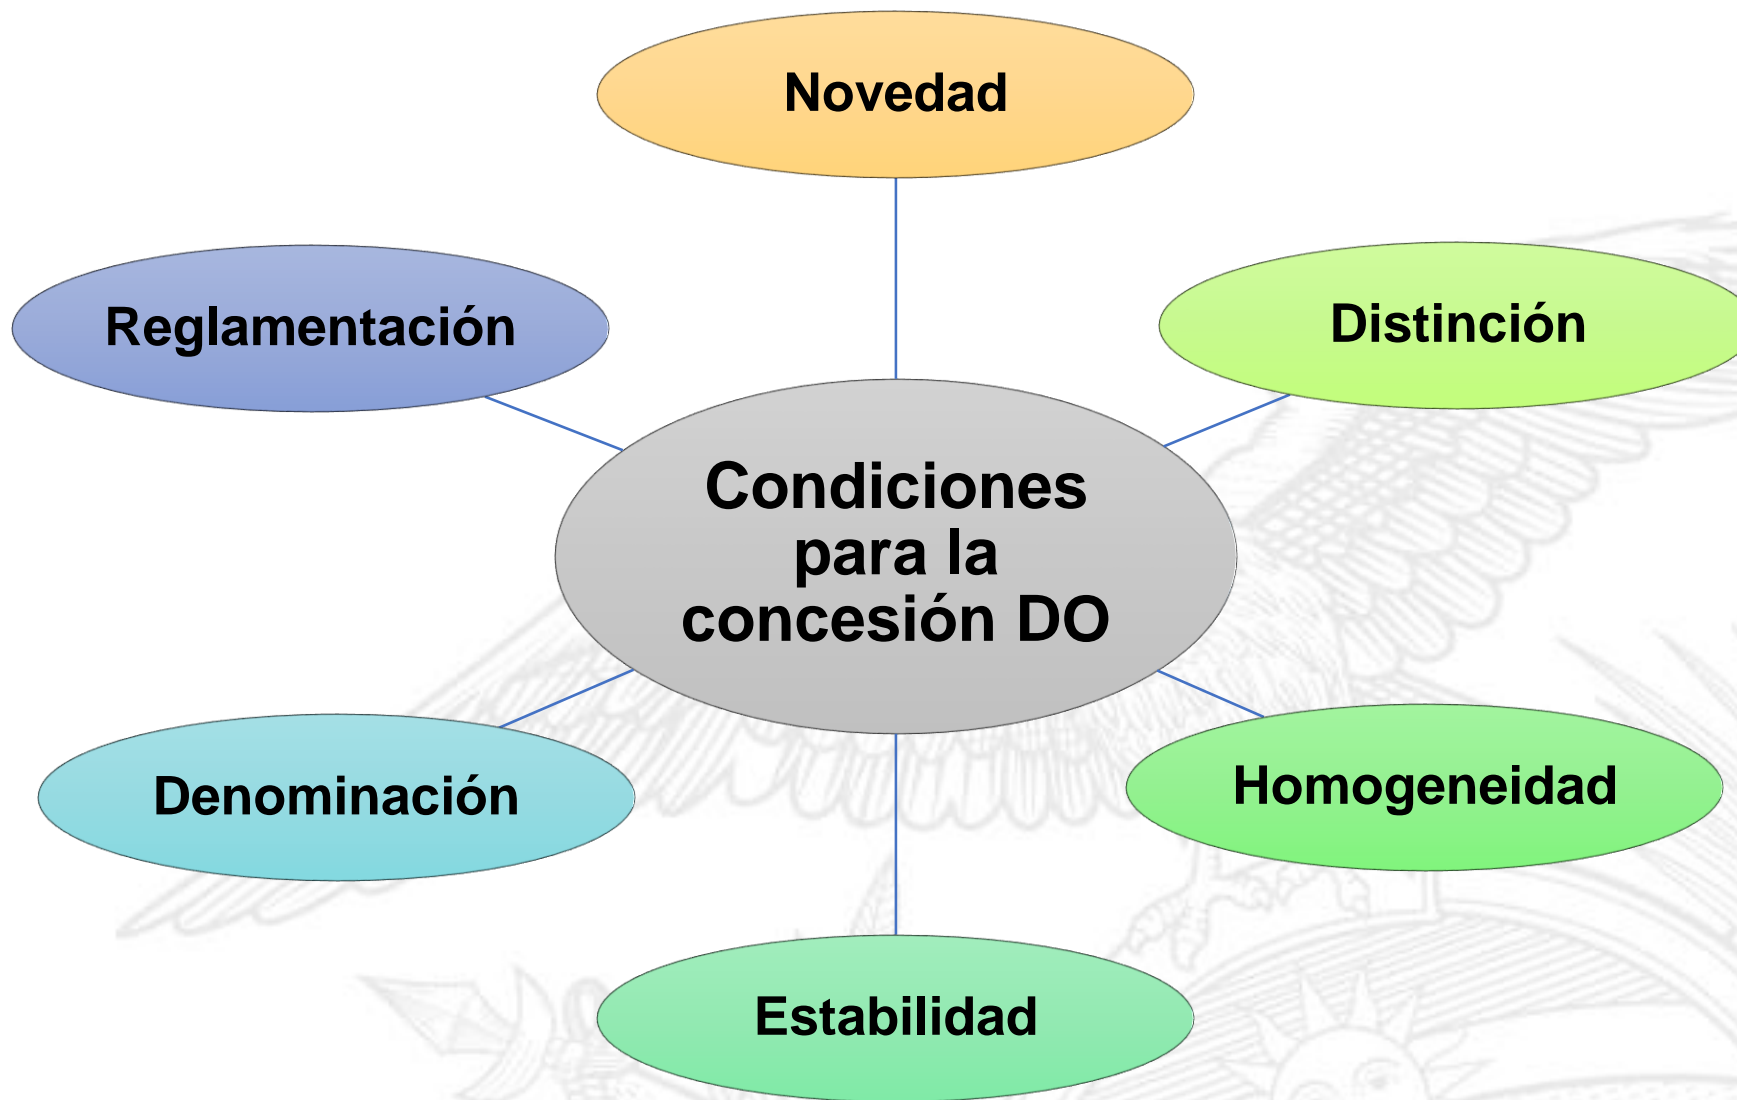 Novedad
Reglamentación
Distinción
Condiciones
para la
concesión DO
Denominación
Homogeneidad
Estabilidad